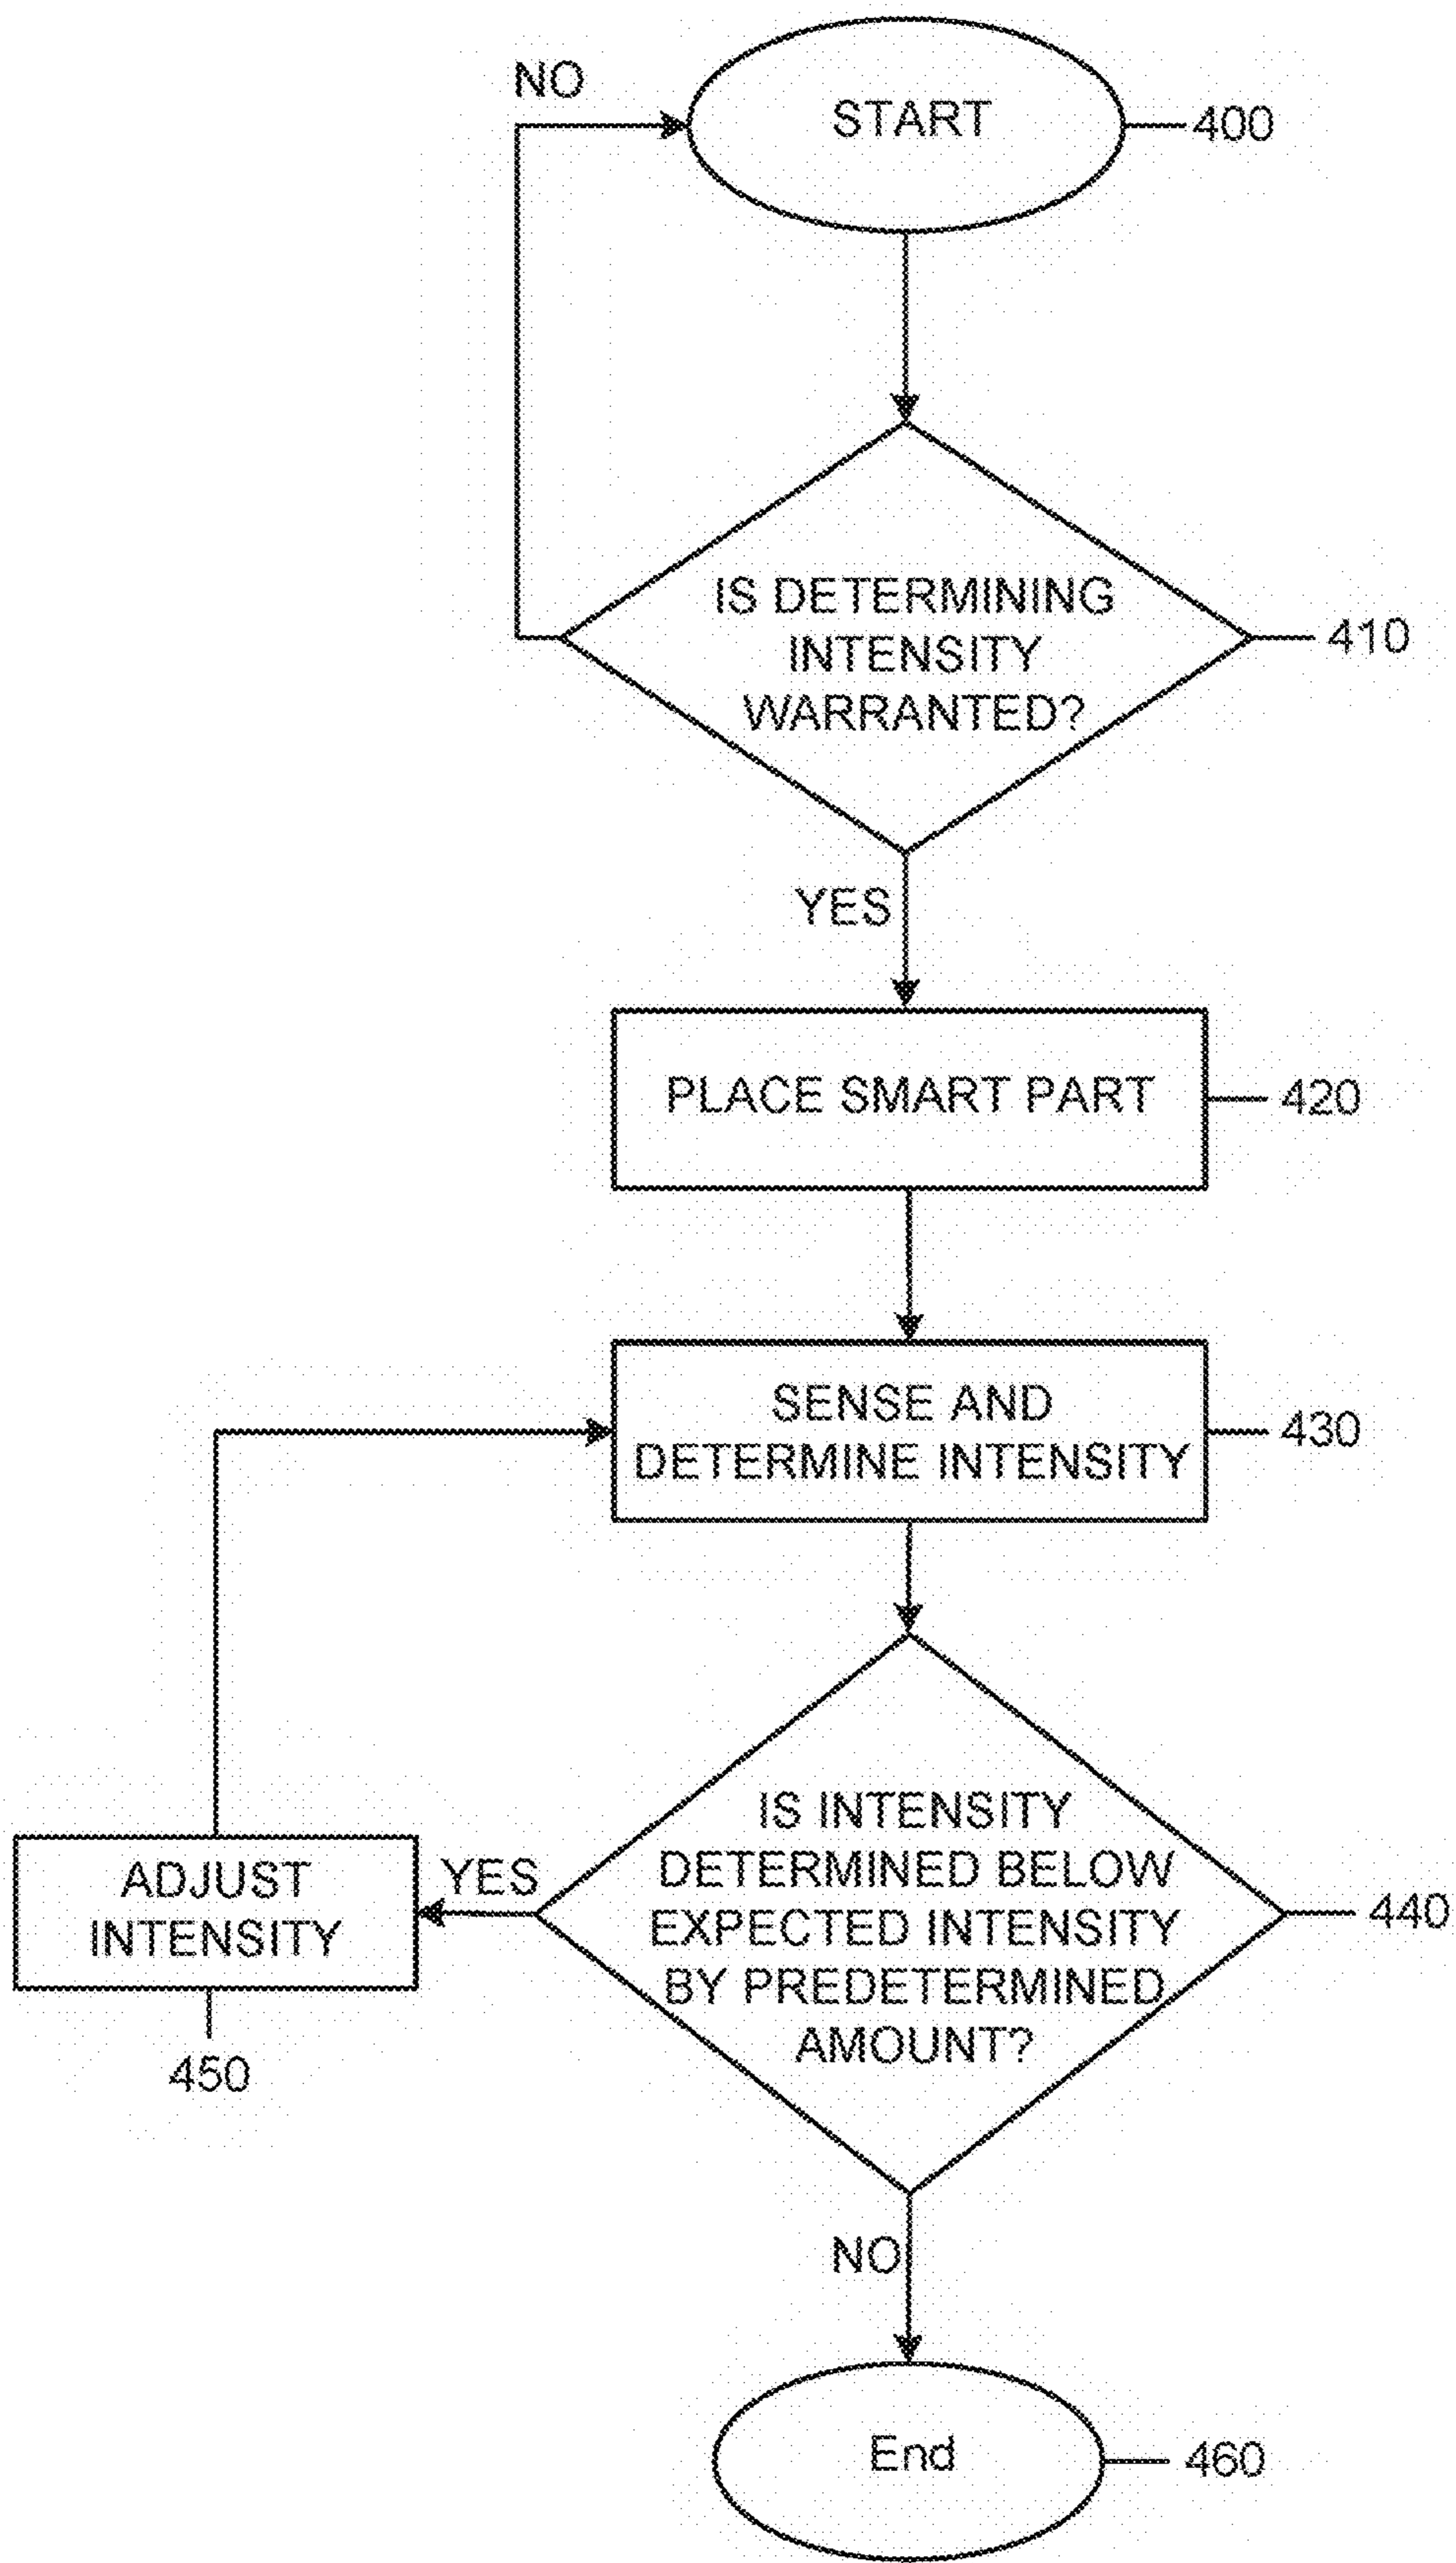 NO
START
400
IS DETERMINING
INTENSITY
WARRANTED?
410
YES
PLACE SMART PART
420
SENSE AND
DETERMINE INTENSITY
430
IS INTENSITY
DETERMINED BELOW
EXPECTED INTENSITY
BY PREDETERMINED
AMOUNT?
440
YES
ADJUST
INTENSITY
450
NO
End
460